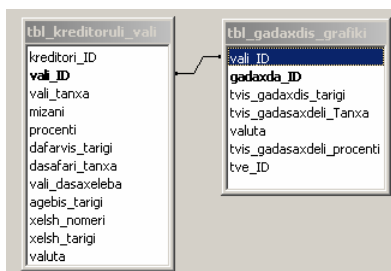 tbl_kreditoruli_vali
kreditori_ID
vali_ID
vali_tanxa
mizani
procenti
dafarvis_tarigi
dasafari_tanxa
vali_dasaxeleba
agebis_tarigi
xelsh_nomeri
xelsh_tarigi
valuta
tbl_gadaxdis_grafiki
vali_ID
gadaxda_ID
tvis_gadaxdis_tarigi
tvis_gadasaxdeli_Tanxa
valuta
tvis_gadasaxdeli_procenti
tve_ID